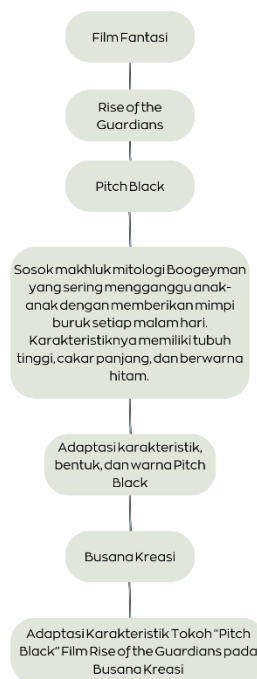 Film Fantasi
Rise of the
Guardians
Pitch Black
Sosok makhluk mitologi Boogeyman
yang sering mengganggu anak-
anak dengan memberikan mimpi
buruk setiap malam hari.
Karakteristiknya memiliki tubuh
tinggi, cakar panjang, dan berwarna
hitam.
Adaptasi karakteristik,
bentuk, dan warna Pitch
Black
Busana Kreasi
Adaptasi Karakteristik Tokoh "Pitch
Black" Film Rise of the Guardians pada
Busana Kreasi